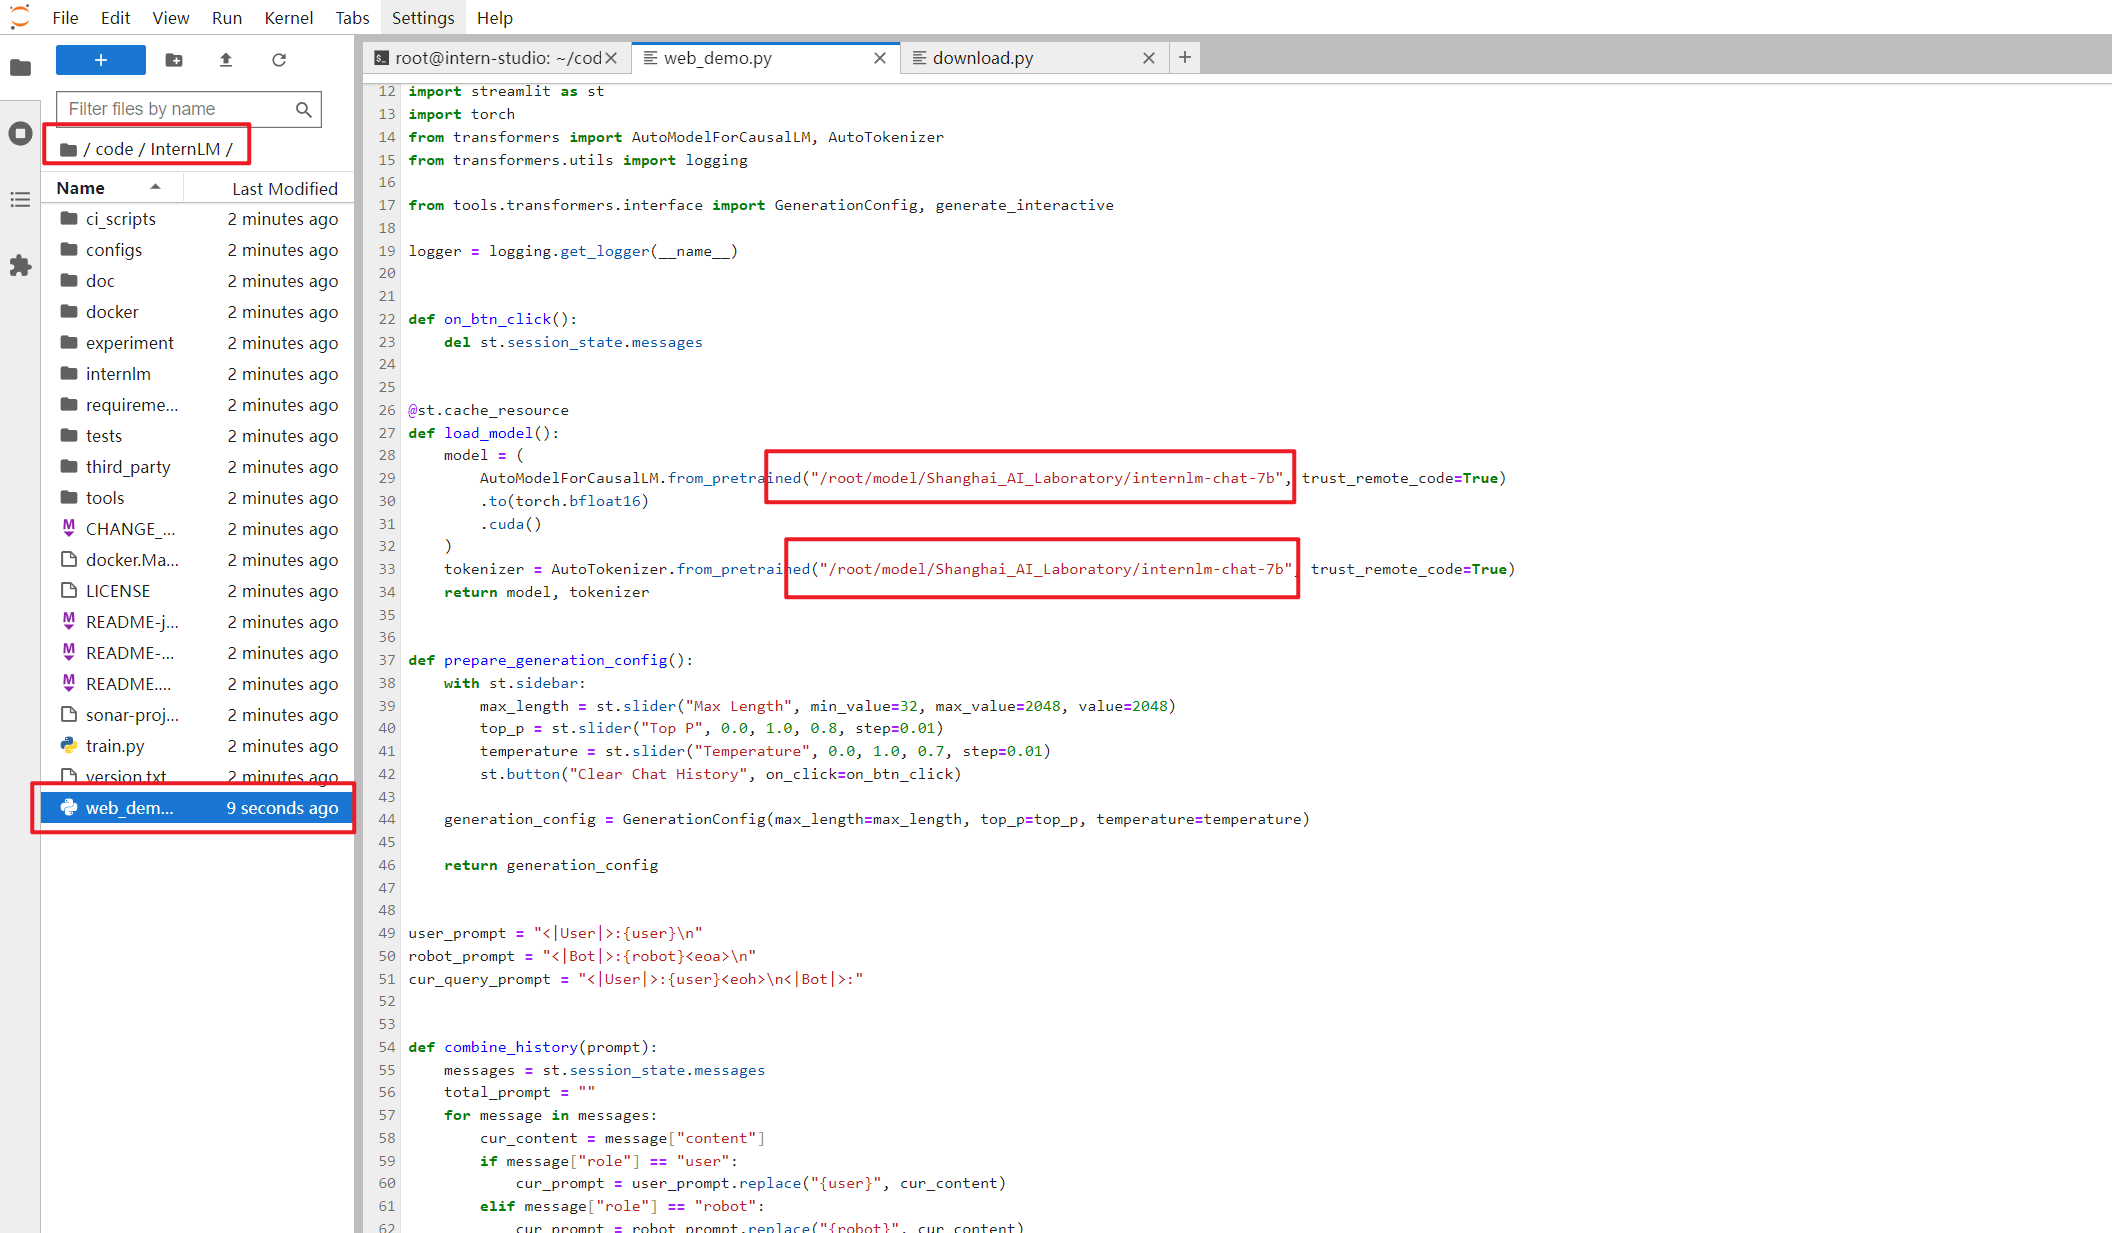 File Edit View Run Kernel Tabs Settings Help
+
Filter files by name
/ code / InternLM /
Name Last Modified
ci_scripts 2 minutes ago
configs 2 minutes ago
doc 2 minutes ago
docker 2 minutes ago
experiment 2 minutes ago
internlm 2 minutes ago
requireme... 2 minutes ago
tests 2 minutes ago
third_party 2 minutes ago
tools 2 minutes ago
CHANGE_... 2 minutes ago
docker.Ma... 2 minutes ago
LICENSE 2 minutes ago
README-j... 2 minutes ago
README-... 2 minutes ago
README.... 2 minutes ago
sonar-proj... 2 minutes ago
train.py 2 minutes ago
version.txt 2 minutes ago
web_dem... 9 seconds ago
root@intern-studio: ~/cod web_demo.py download.py +
12 import streamlit as st
13 import torch
14 from transformers import AutoModelForCausalLM, AutoTokenizer
15 from transformers.utils import logging
16
17 from tools.transformers.interface import GenerationConfig, generate_interactive
18
19 logger = logging.get_logger(__name__)
20
21
22 def on_btn_click():
23     del st.session_state.messages
24
25
26 @st.cache_resource
27 def load_model():
28     model = (
29         AutoModelForCausalLM.from_pretrained("/root/model/Shanghai_AI_Laboratory/internlm-chat-7b", trust_remote_code=True)
30         .to(torch.bfloat16)
31         .cuda()
32     )
33     tokenizer = AutoTokenizer.from_pretrained("/root/model/Shanghai_AI_Laboratory/internlm-chat-7b", trust_remote_code=True)
34     return model, tokenizer
35
36
37 def prepare_generation_config():
38     with st.sidebar:
39         max_length = st.slider("Max Length", min_value=32, max_value=2048, value=2048)
40         top_p = st.slider("Top P", 0.0, 1.0, 0.8, step=0.01)
41         temperature = st.slider("Temperature", 0.0, 1.0, 0.7, step=0.01)
42         st.button("Clear Chat History", on_click=on_btn_click)
43
44     generation_config = GenerationConfig(max_length=max_length, top_p=top_p, temperature=temperature)
45
46     return generation_config
47
48
49 user_prompt = "<|User|>:{user}\n"
50 robot_prompt = "<|Bot|>:{robot}<eoa>\n"
51 cur_query_prompt = "<|User|>:{user}<eoh>\n<|Bot|>:"
52
53
54 def combine_history(prompt):
55     messages = st.session_state.messages
56     total_prompt = ""
57     for message in messages:
58         cur_content = message["content"]
59         if message["role"] == "user":
60             cur_prompt = user_prompt.replace("{user}", cur_content)
61         elif message["role"] == "robot":
62             cur_prompt = robot_prompt.replace("{robot}", cur_content)